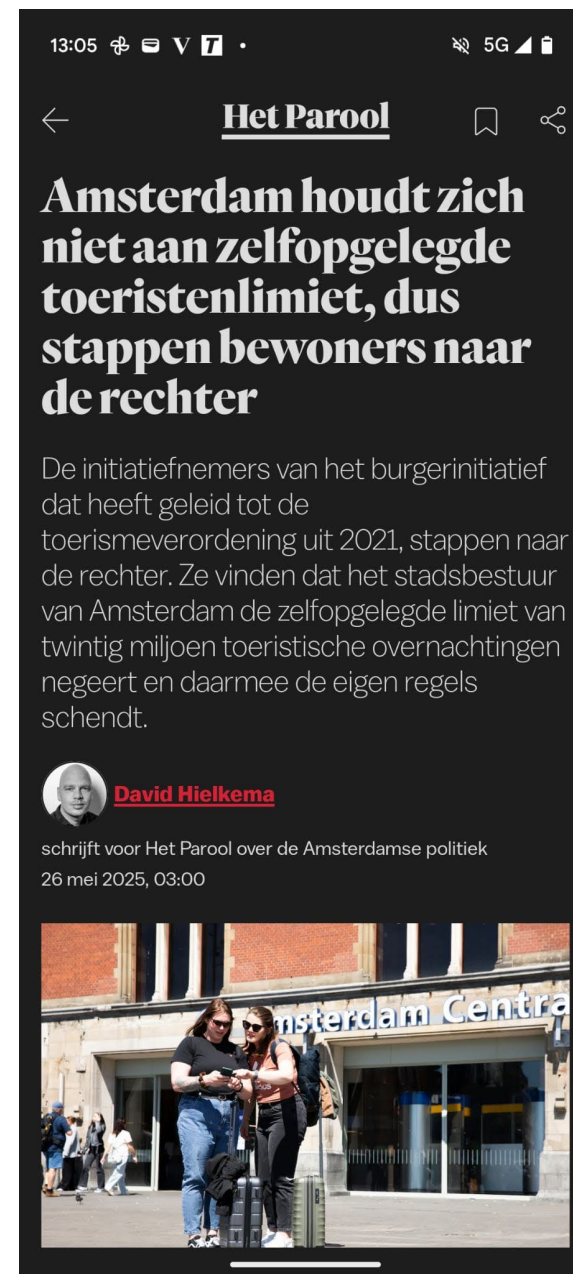 13:05 V T
5G
Het Parool
Amsterdam houdt zich
niet aan zelfopgelegde
toeristenlimiet, dus
stappen bewoners naar
de rechter
De initiatiefnemers van het burgerinitiatief
dat heeft geleid tot de
toerismeverordening uit 2021, stappen naar
de rechter. Ze vinden dat het stadsbestuur
van Amsterdam de zelfopgelegde limiet van
twintig miljoen toeristische overnachtingen
negeert en daarmee de eigen regels
schendt.
David Hielkema
schrijft voor Het Parool over de Amsterdamse politiek
26 mei 2025, 03:00
msterdam Centra